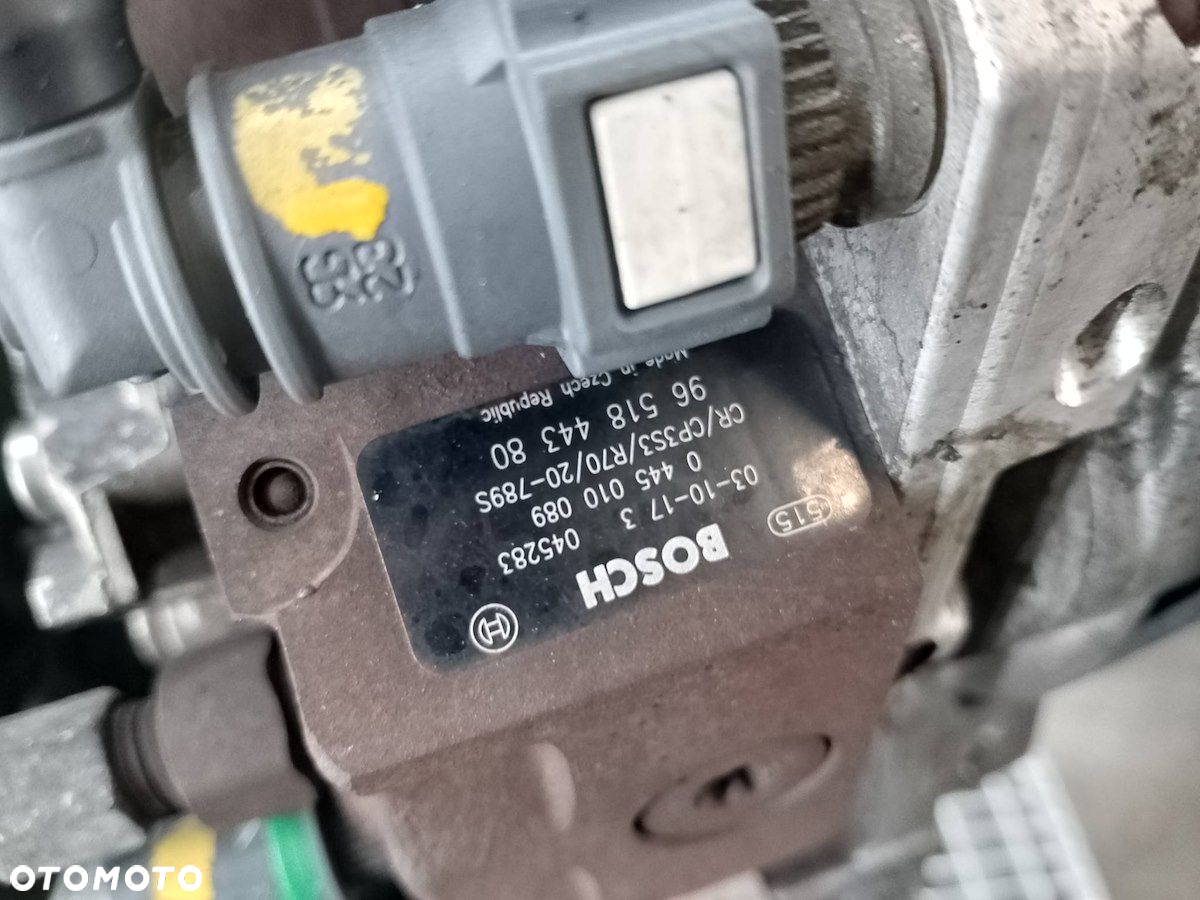 BOSCH
515
03-10-17 3 045283
0 445 010 089
CR/CP3S3/R70/20-789S
96 518 443 80
Made in Czech Republic
OTOMOTO